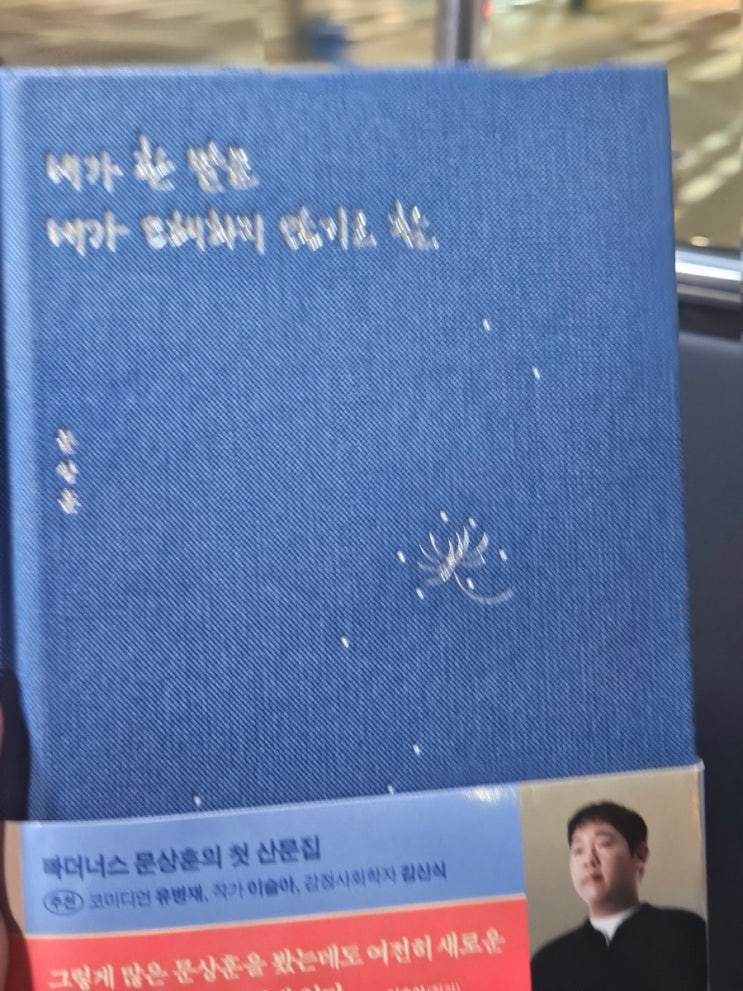 내가 한 말을
내가 오해하지 않기로 함
문상훈
빠더너스 문상훈의 첫 산문집
추천 코미디언 유병재, 작가 이슬아, 감정사회학자 김신식
그렇게 많은 문상훈을 봤는데도 여전히 새로운